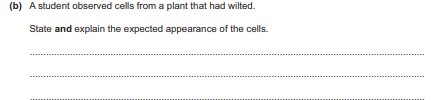 (b) A student observed cells from a plant that had wilted.
State and explain the expected appearance of the cells.